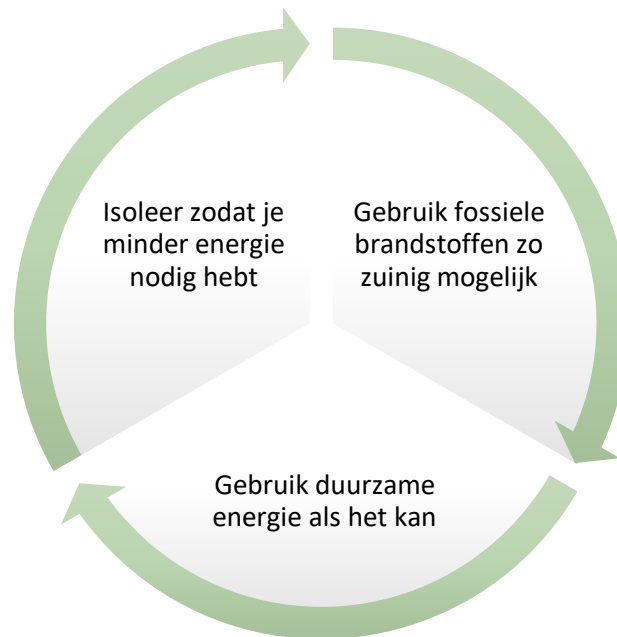 Isoleer zodat je
minder energie
nodig hebt
Gebruik fossiele
brandstoffen zo
zuinig mogelijk
Gebruik duurzame
energie als het kan